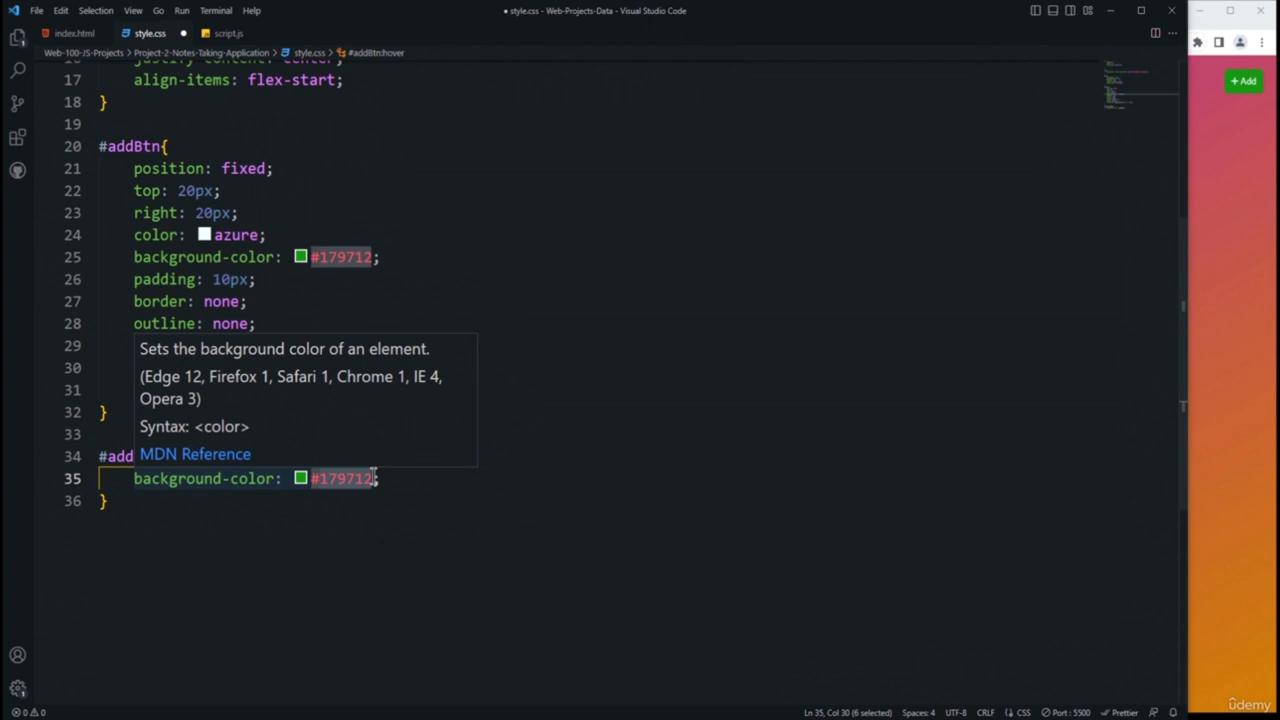 File Edit Selection View Go Run Terminal Help
● style.css - Web-Projects-Data - Visual Studio Code
index.html style.css ● script.js
Web-100-JS-Projects > Project-2-Notes-Taking-Application > style.css > #addBtn:hover
16 justify-content: center;
17 align-items: flex-start;
18 }
19
20 #addBtn{
21 position: fixed;
22 top: 20px;
23 right: 20px;
24 color: azure;
25 background-color: #179712;
26 padding: 10px;
27 border: none;
28 outline: none;
29
30
31
32 }
33
34 #add
35 background-color: #179712;
36 }
Sets the background color of an element.
(Edge 12, Firefox 1, Safari 1, Chrome 1, IE 4,
Opera 3)
Syntax: <color>
MDN Reference
+ Add
0 0
Ln 35, Col 30 (6 selected) Spaces: 4 UTF-8 CRLF CSS Port : 5500 Prettier
udemy